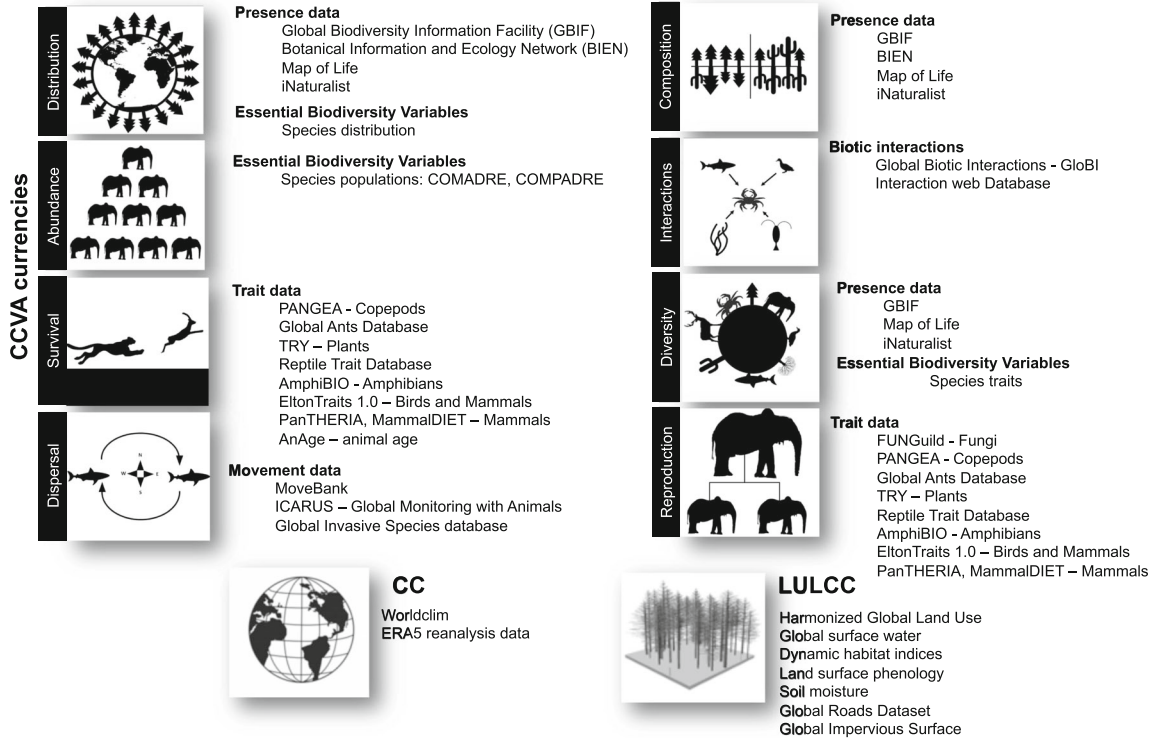 CCVA currencies
Distribution
Presence data
Global Biodiversity Information Facility (GBIF)
Botanical Information and Ecology Network (BIEN)
Map of Life
iNaturalist
Essential Biodiversity Variables
Species distribution
Abundance
Essential Biodiversity Variables
Species populations: COMADRE, COMPADRE
Survival
Trait data
PANGEA - Copepods
Global Ants Database
TRY – Plants
Reptile Trait Database
AmphiBIO - Amphibians
EltonTraits 1.0 – Birds and Mammals
PanTHERIA, MammalDIET – Mammals
AnAge – animal age
Dispersal
N
W
E
S
Movement data
MoveBank
ICARUS – Global Monitoring with Animals
Global Invasive Species database
Composition
Presence data
GBIF
BIEN
Map of Life
iNaturalist
Interactions
Biotic interactions
Global Biotic Interactions - GloBI
Interaction web Database
Diversity
Presence data
GBIF
Map of Life
iNaturalist
Essential Biodiversity Variables
Species traits
Reproduction
Trait data
FUNGuild - Fungi
PANGEA - Copepods
Global Ants Database
TRY – Plants
Reptile Trait Database
AmphiBIO - Amphibians
EltonTraits 1.0 – Birds and Mammals
PanTHERIA, MammalDIET – Mammals
CC
Worldclim
ERA5 reanalysis data
LULCC
Harmonized Global Land Use
Global surface water
Dynamic habitat indices
Land surface phenology
Soil moisture
Global Roads Dataset
Global Impervious Surface